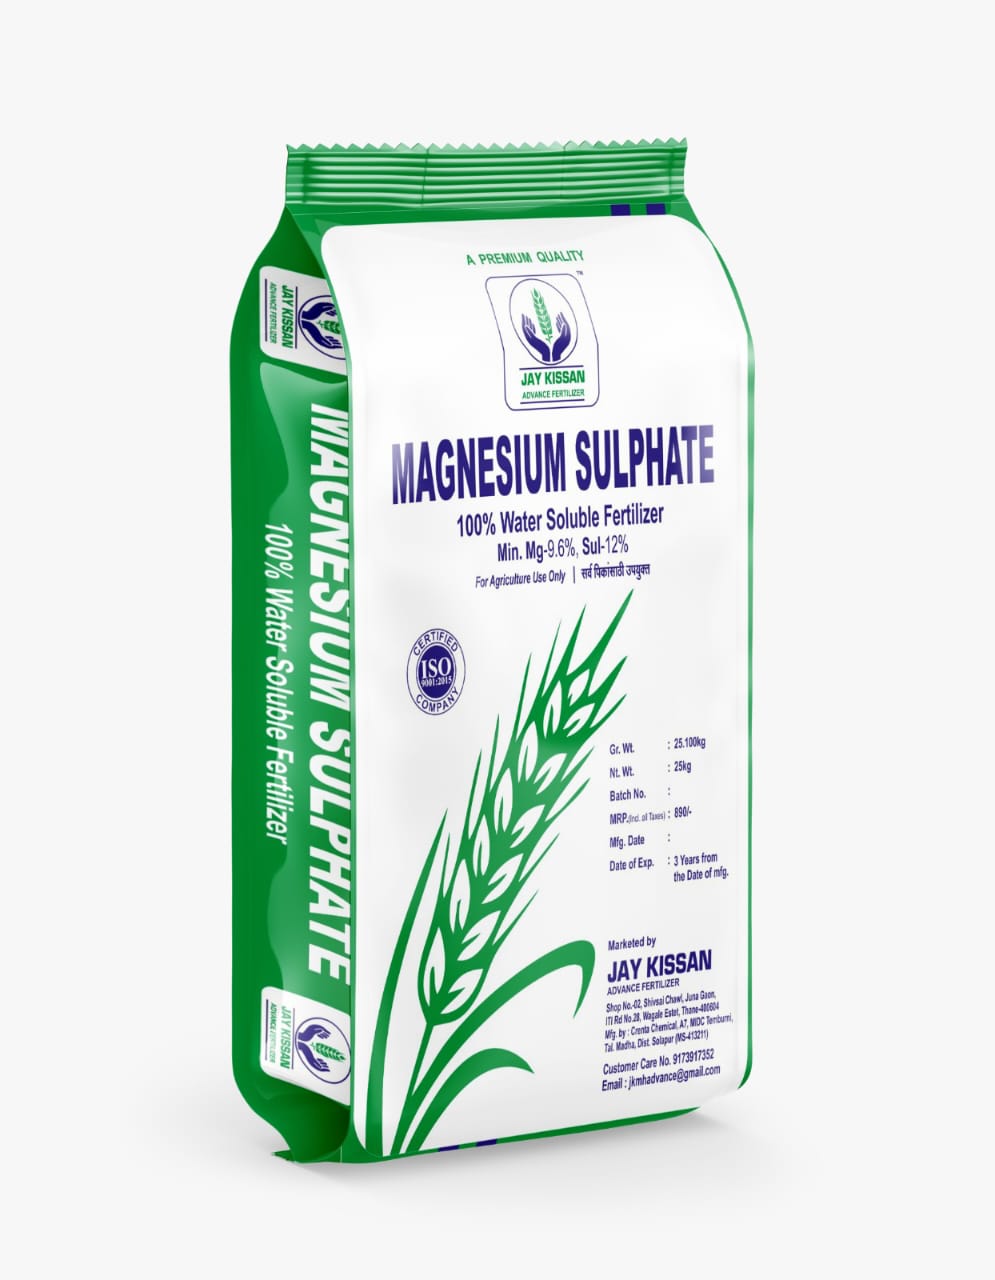 A PREMIUM QUALITY
TM
JAY KISSAN
ADVANCE FERTILIZER
MAGNESIUM SULPHATE
100% Water Soluble Fertilizer
Min. Mg-9.6%, Sul-12%
For Agriculture Use Only | सर्व पिकांसाठी उपयुक्त
CERTIFIED
ISO
9001:2015
COMPANY
Gr. Wt. : 25.100kg
Nt. Wt. : 25kg
Batch No. :
MRP.(Incl. all Taxes) : 890/-
Mfg. Date :
Date of Exp. : 3 Years from
the Date of mfg.
Marketed by
JAY KISSAN
ADVANCE FERTILIZER
Shop No.-02, Shivsai Chawl, Juna Gaon,
ITI Rd No.28, Wagale Estet, Thane-480604
Mfg. by : Crenta Chemical, A7, MIDC Temburni,
Tal. Madha, Dist. Solapur (MS-413211)
Customer Care No. 9173917352
Email : jkmhadvance@gmail.com
JAY KISSAN
ADVANCE FERTILIZER
MAGNESIUM SULPHATE
100% Water Soluble Fertilizer
JAY KISSAN
ADVANCE FERTILIZER